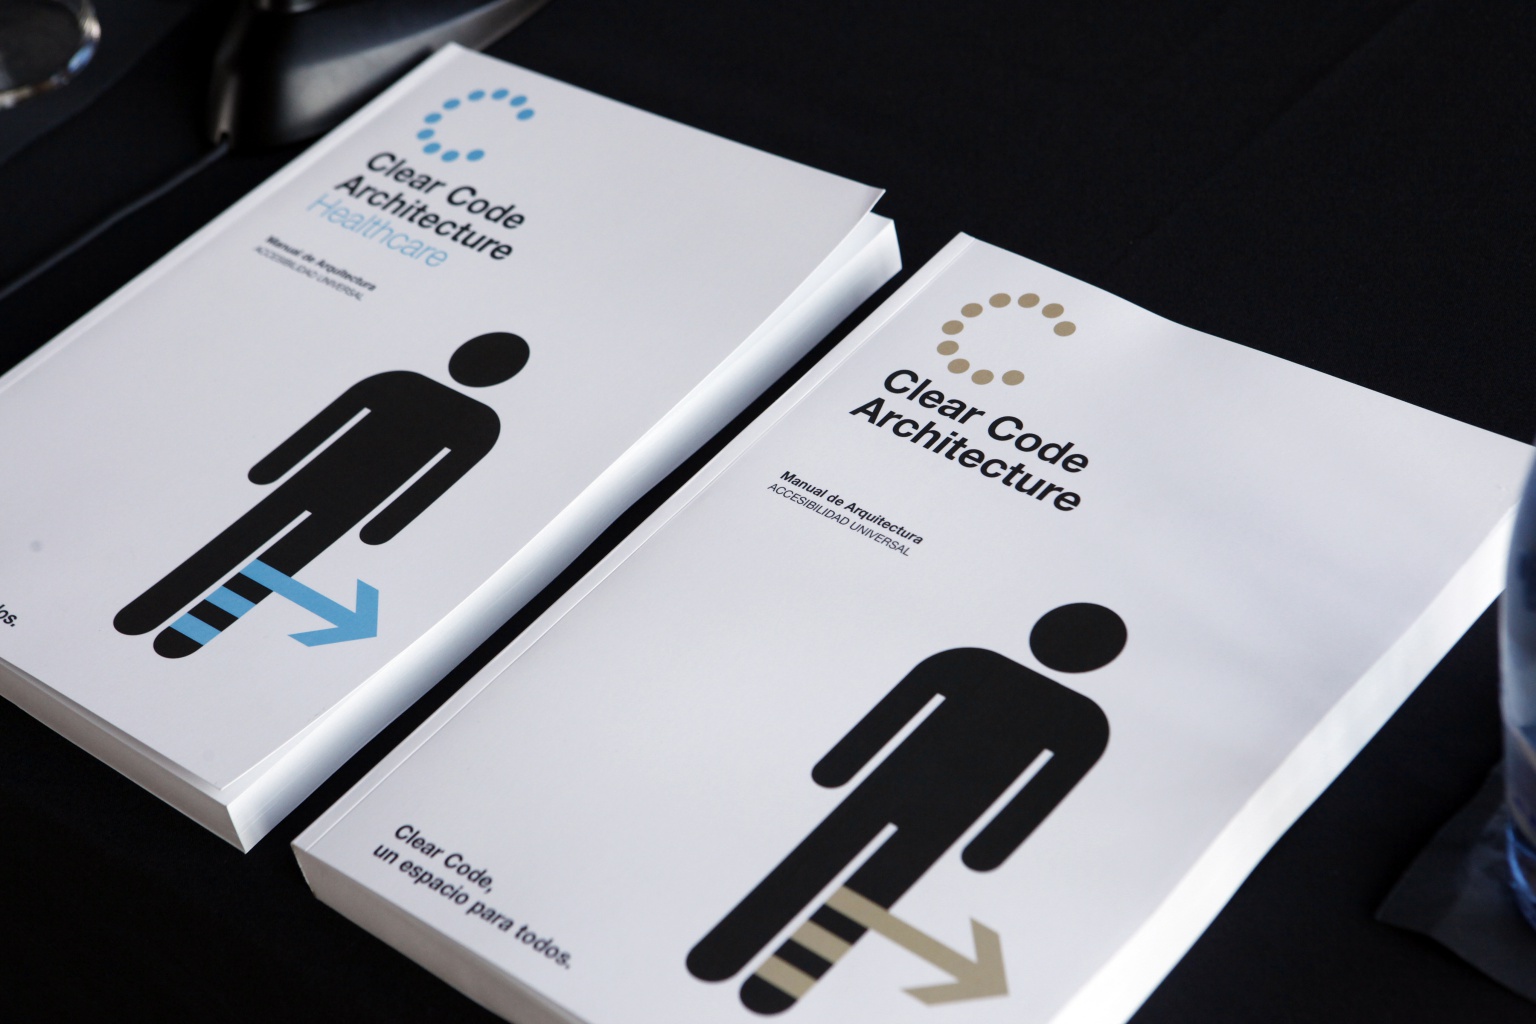 Clear Code
Architecture
Healthcare
Manual de Arquitectura
ACCESIBILIDAD UNIVERSAL
Clear Code
Architecture
Manual de Arquitectura
ACCESIBILIDAD UNIVERSAL
Clear Code,
un espacio para todos.